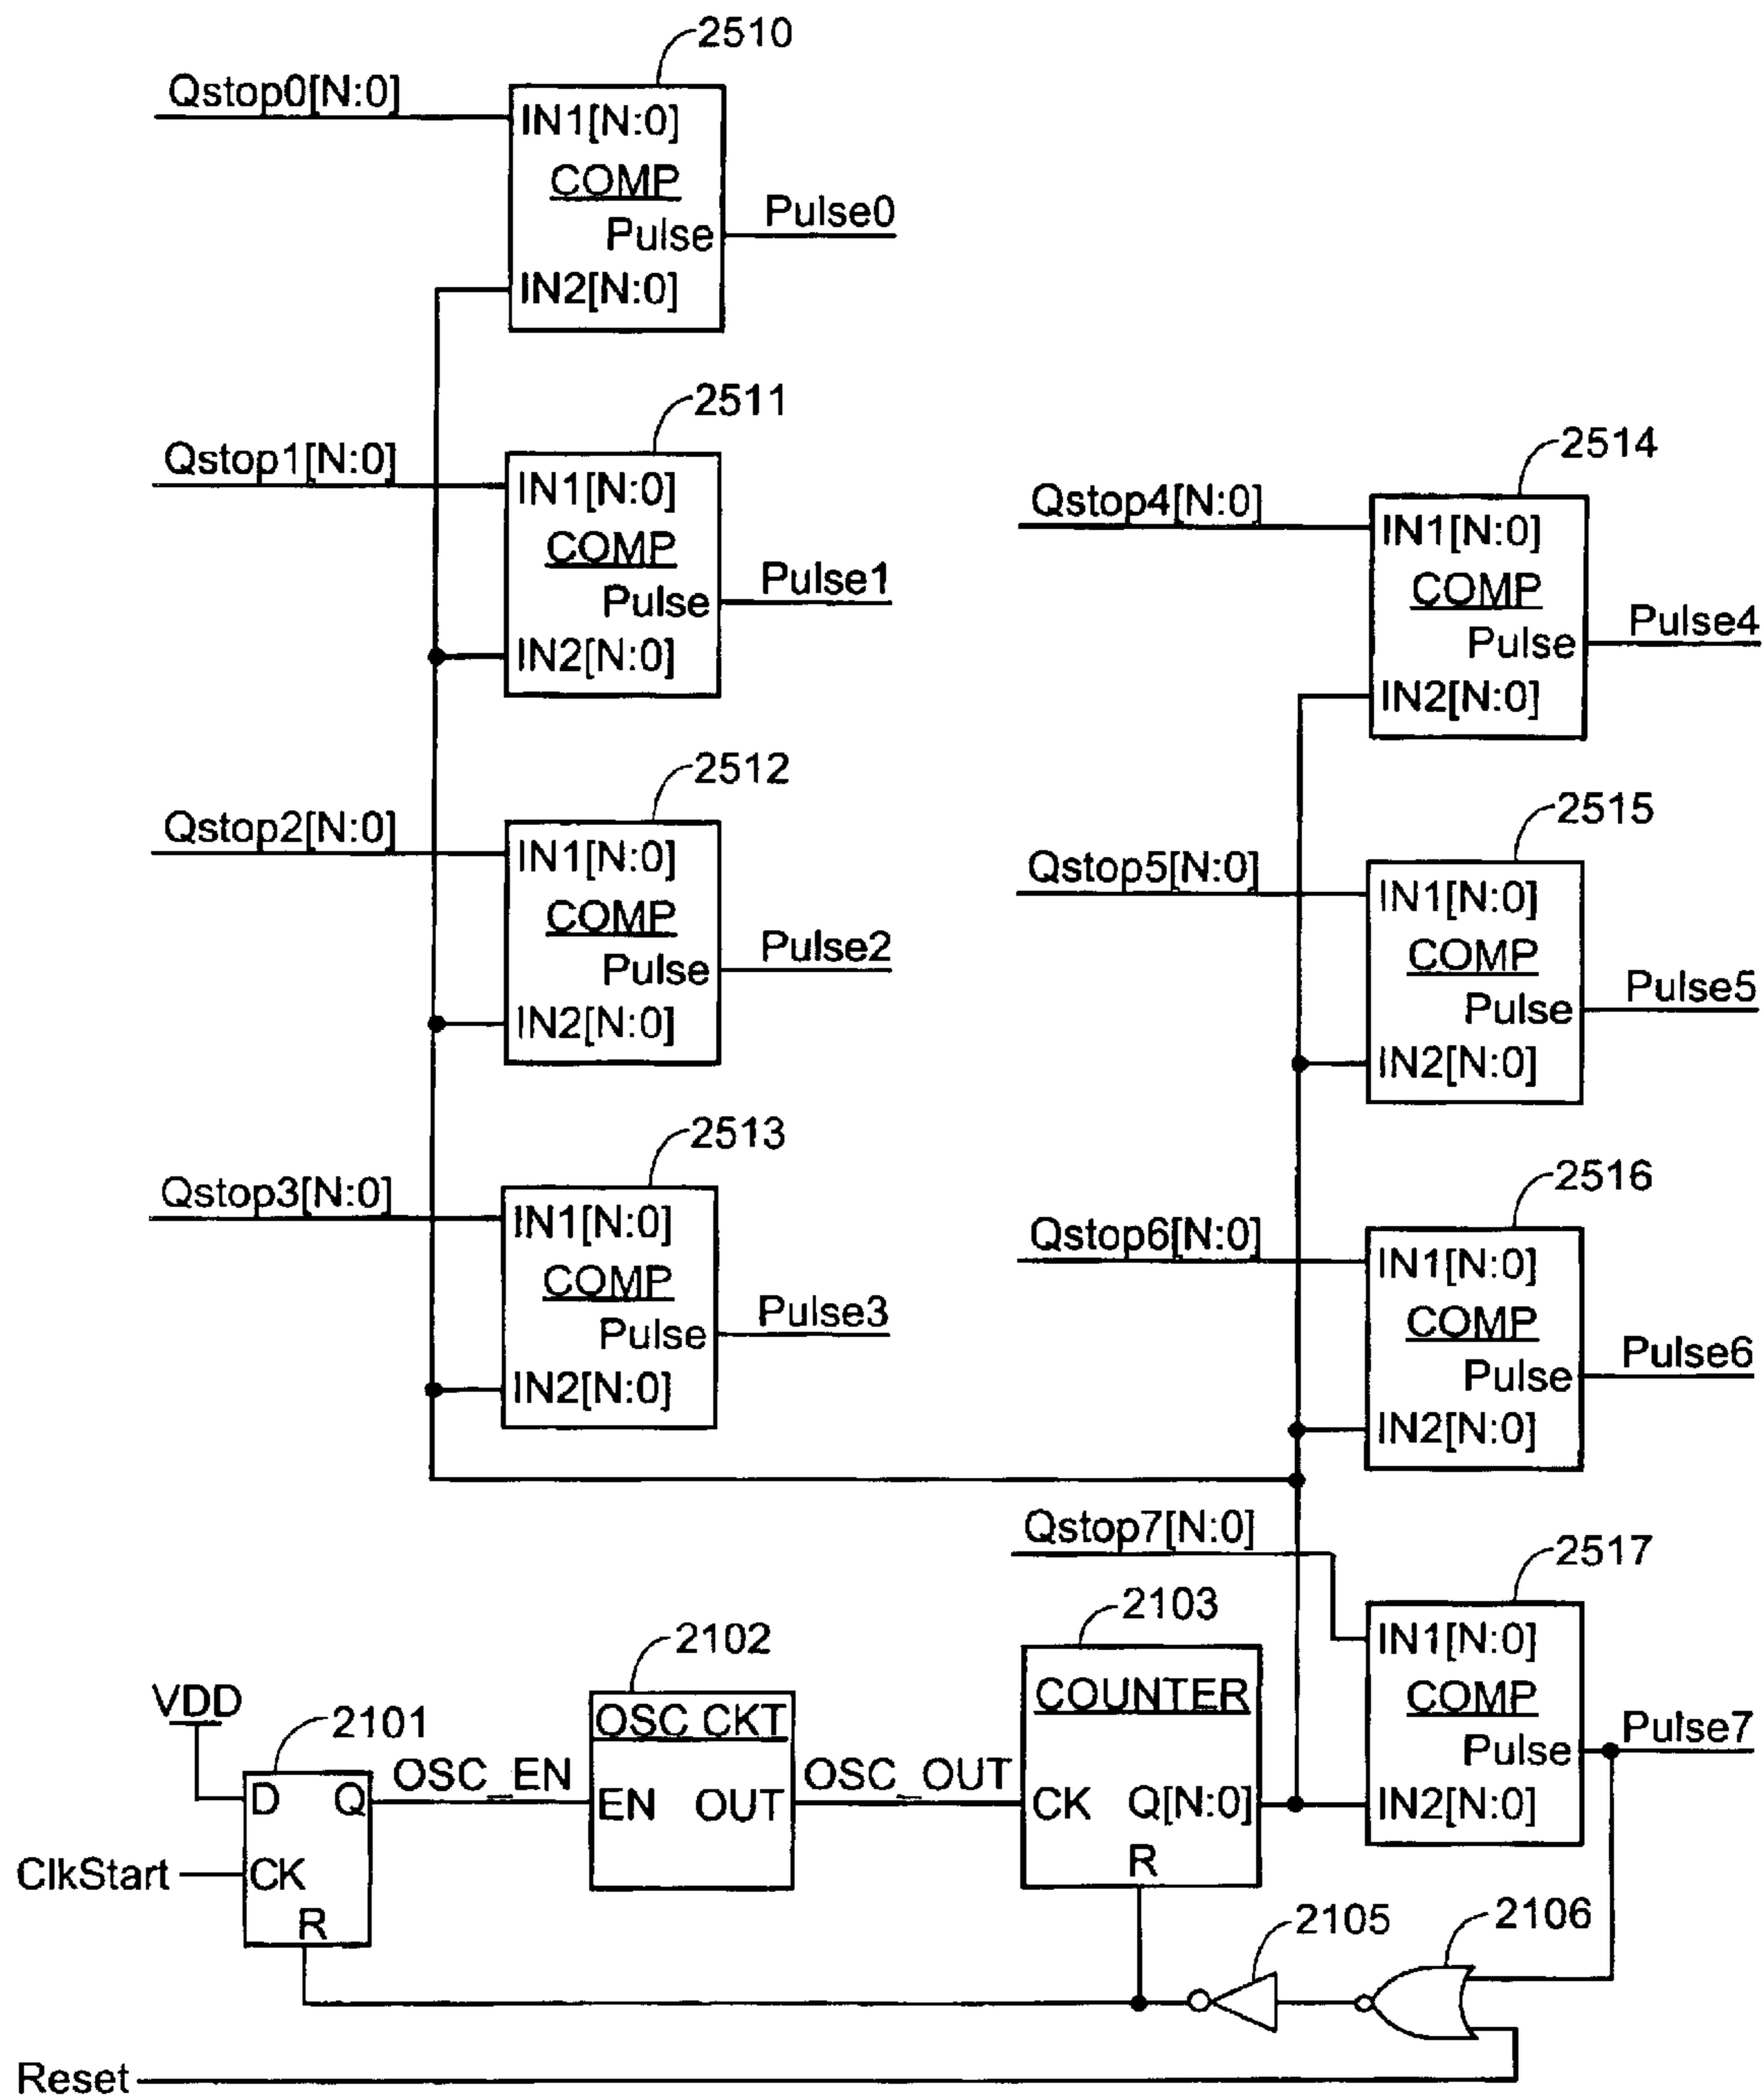 2510
Qstop0[N:0]
IN1[N:0]
COMP
Pulse
Pulse0
IN2[N:0]
2511
Qstop1[N:0]
IN1[N:0]
COMP
Pulse
Pulse1
IN2[N:0]
2512
Qstop2[N:0]
IN1[N:0]
COMP
Pulse
Pulse2
IN2[N:0]
2513
Qstop3[N:0]
IN1[N:0]
COMP
Pulse
Pulse3
IN2[N:0]
2514
Qstop4[N:0]
IN1[N:0]
COMP
Pulse
Pulse4
IN2[N:0]
2515
Qstop5[N:0]
IN1[N:0]
COMP
Pulse
Pulse5
IN2[N:0]
2516
Qstop6[N:0]
IN1[N:0]
COMP
Pulse
Pulse6
IN2[N:0]
Qstop7[N:0]
2517
IN1[N:0]
COMP
Pulse
Pulse7
IN2[N:0]
VDD
2101
D
Q
CK
R
ClkStart
OSC_EN
2102
OSC CKT
EN
OUT
OSC_OUT
2103
COUNTER
CK
Q[N:0]
R
2105
2106
Reset